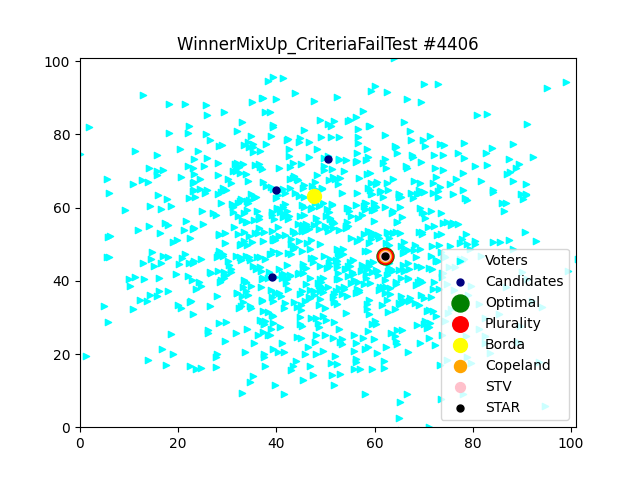 WinnerMixUp_CriteriaFailTest #4406
100
80
60
40
20
0
0 20 40 60 80 100
Voters
Candidates
Optimal
Plurality
Borda
Copeland
STV
STAR